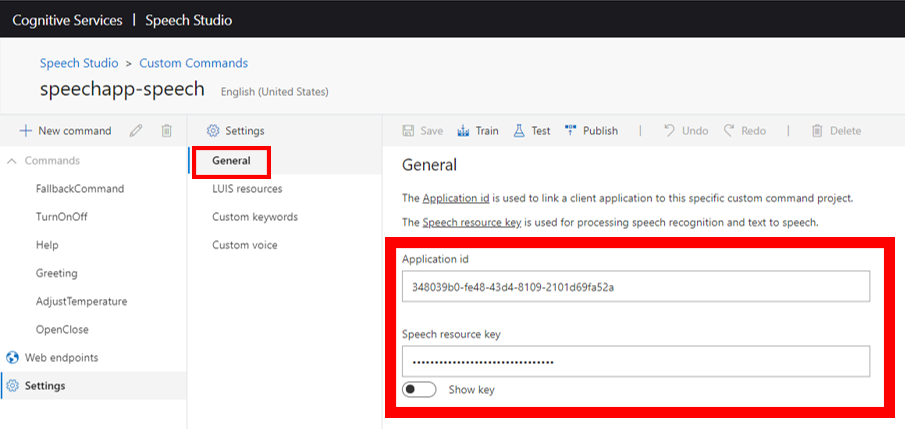 Cognitive Services | Speech Studio
Speech Studio > Custom Commands
speechapp-speech English (United States)
New command
Commands
FallbackCommand
TurnOnOff
Help
Greeting
AdjustTemperature
OpenClose
Web endpoints
Settings
Settings
General
LUIS resources
Custom keywords
Custom voice
Save Train Test Publish | Undo Redo | Delete
General
The Application id is used to link a client application to this specific custom command project.
The Speech resource key is used for processing speech recognition and text to speech.
Application id
348039b0-fe48-43d4-8109-2101d69fa52a
Speech resource key
••••••••••••••••••••••••••••••••
Show key